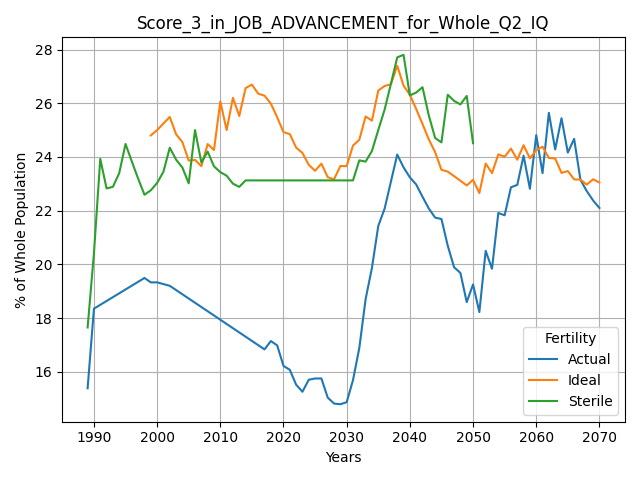 Score_3_in_JOB_ADVANCEMENT_for_Whole_Q2_IQ
% of Whole Population
28
26
24
22
20
18
16
1990 2000 2010 2020 2030 2040 2050 2060 2070
Years
Fertility
Actual
Ideal
Sterile